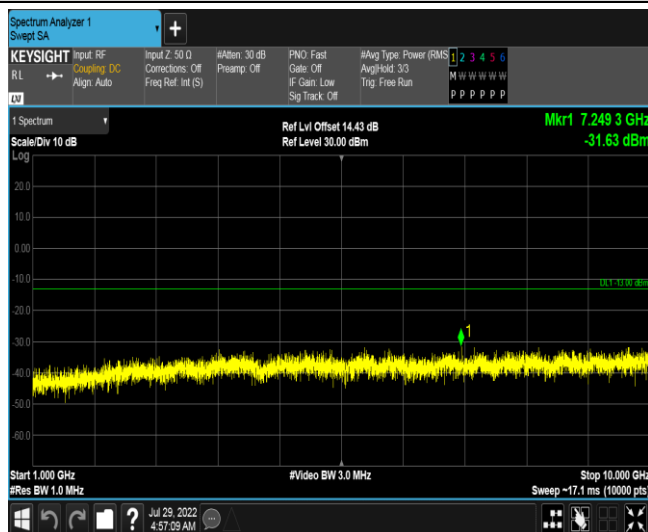 Spectrum Analyzer 1
Swept SA
+
KEYSIGHT
RL
Input: RF
Coupling: DC
Align: Auto
Input Z: 50 Ω
Corrections: Off
Freq Ref: Int (S)
#Atten: 30 dB
Preamp: Off
PNO: Fast
Gate: Off
IF Gain: Low
Sig Track: Off
#Avg Type: Power (RMS
Avg|Hold: 3/3
Trig: Free Run
1 2 3 4 5 6
M W W W W W
P P P P P P
LXI
1 Spectrum
Scale/Div 10 dB
Log
Ref Lvl Offset 14.43 dB
Ref Level 30.00 dBm
Mkr1 7.249 3 GHz
-31.63 dBm
20.0
10.0
0.00
-10.0
DL1 -13.00 dBm
-20.0
1
-30.0
-40.0
-50.0
-60.0
Start 1.000 GHz
#Res BW 1.0 MHz
#Video BW 3.0 MHz
Stop 10.000 GHz
Sweep ~17.1 ms (10000 pts)
?
Jul 29, 2022
4:57:09 AM